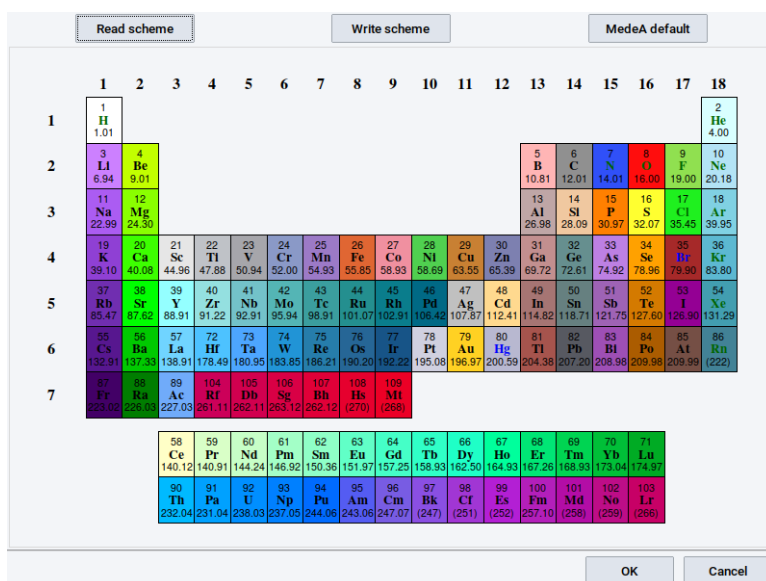 Read scheme Write scheme MedeA default
1 2 3 4 5 6 7 8 9 10 11 12 13 14 15 16 17 18
1 2
1 H He
1.01 4.00
3 4 5 6 7 8 9 10
2 Li Be B C N O F Ne
6.94 9.01 10.81 12.01 14.01 16.00 19.00 20.18
11 12 13 14 15 16 17 18
3 Na Mg Al Si P S Cl Ar
22.99 24.30 26.98 28.09 30.97 32.07 35.45 39.95
19 20 21 22 23 24 25 26 27 28 29 30 31 32 33 34 35 36
4 K Ca Sc Ti V Cr Mn Fe Co Ni Cu Zn Ga Ge As Se Br Kr
39.10 40.08 44.96 47.88 50.94 52.00 54.93 55.85 58.93 58.69 63.55 65.39 69.72 72.61 74.92 78.96 79.90 83.80
37 38 39 40 41 42 43 44 45 46 47 48 49 50 51 52 53 54
5 Rb Sr Y Zr Nb Mo Tc Ru Rh Pd Ag Cd In Sn Sb Te I Xe
85.47 87.62 88.91 91.22 92.91 95.94 98.91 101.07 102.91 106.42 107.87 112.41 114.82 118.71 121.75 127.60 126.90 131.29
55 56 57 72 73 74 75 76 77 78 79 80 81 82 83 84 85 86
6 Cs Ba La Hf Ta W Re Os Ir Pt Au Hg Tl Pb Bi Po At Rn
132.91 137.33 138.91 178.49 180.95 183.85 186.21 190.20 192.22 195.08 196.97 200.59 204.38 207.20 208.98 209.98 209.99 (222)
87 88 89 104 105 106 107 108 109
7 Fr Ra Ac Rf Db Sg Bh Hs Mt
223.02 226.03 227.03 261.11 262.11 263.12 262.12 (270) (268)
58 59 60 61 62 63 64 65 66 67 68 69 70 71
Ce Pr Nd Pm Sm Eu Gd Tb Dy Ho Er Tm Yb Lu
140.12 140.91 144.24 146.92 150.36 151.97 157.25 158.93 162.50 164.93 167.26 168.93 173.04 174.97
90 91 92 93 94 95 96 97 98 99 100 101 102 103
Th Pa U Np Pu Am Cm Bk Cf Es Fm Md No Lr
232.04 231.04 238.03 237.05 244.06 243.06 247.07 (247) (251) (252) 257.10 (258) (259) (266)
OK Cancel